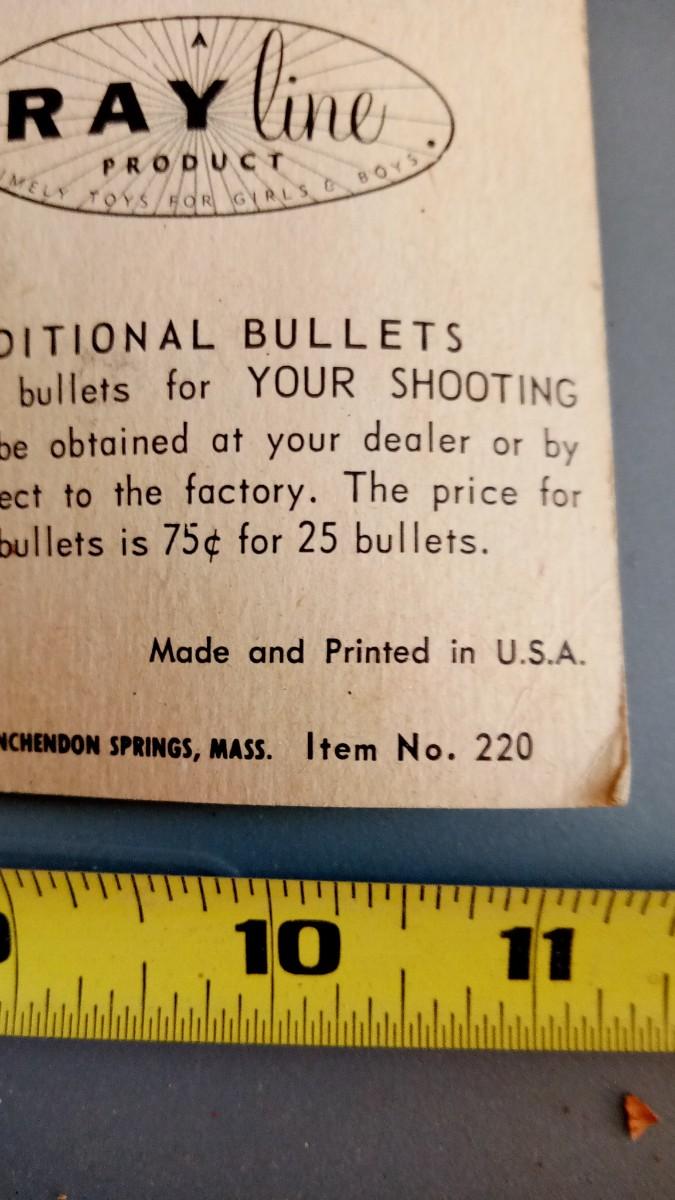 A
RAY line
PRODUCT
MELY TOYS FOR GIRLS & BOYS
DITIONAL BULLETS
bullets for YOUR SHOOTING
be obtained at your dealer or by
ect to the factory. The price for
bullets is 75¢ for 25 bullets.
Made and Printed in U.S.A.
NCHENDON SPRINGS, MASS. Item No. 220
10 11